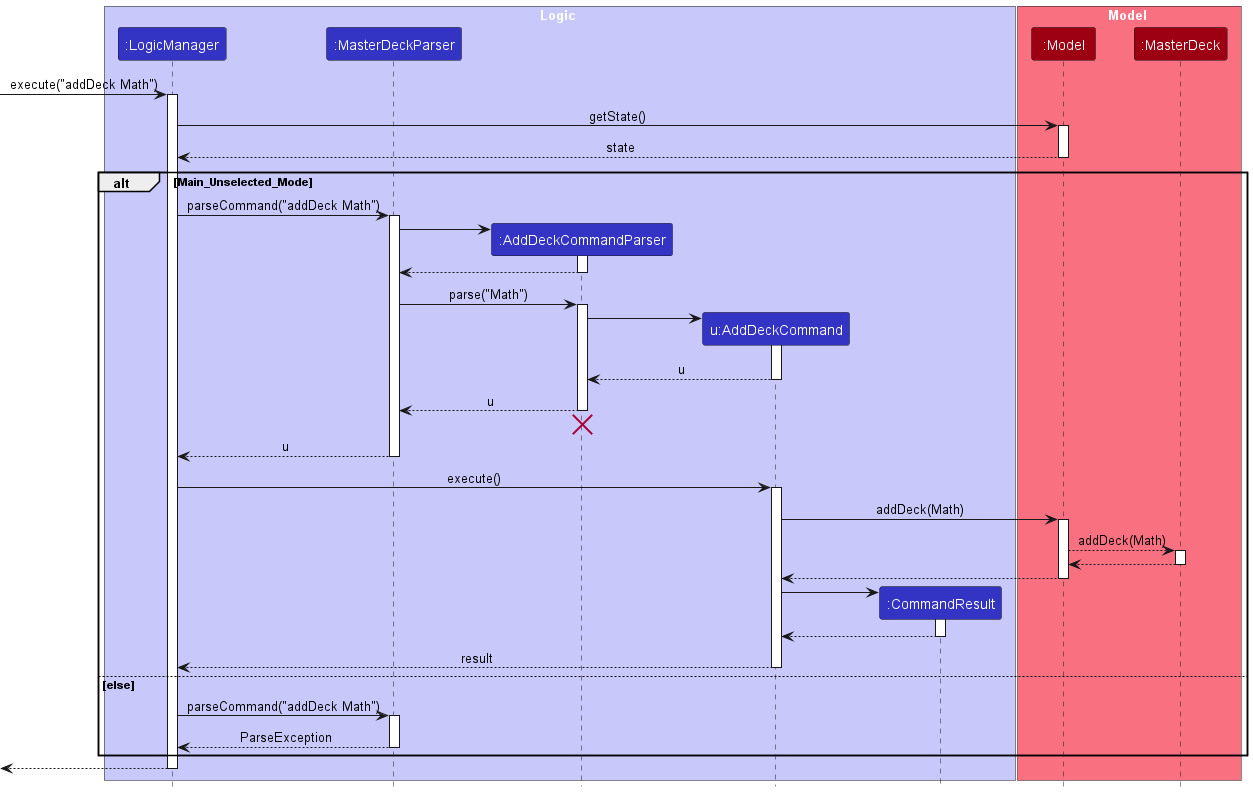 Logic
Model
:LogicManager
:MasterDeckParser
:Model
:MasterDeck
execute("addDeck Math")
getState()
state
alt
[Main_Unselected_Mode]
parseCommand("addDeck Math")
:AddDeckCommandParser
parse("Math")
u:AddDeckCommand
u
u
u
execute()
addDeck(Math)
addDeck(Math)
:CommandResult
result
[else]
parseCommand("addDeck Math")
ParseException